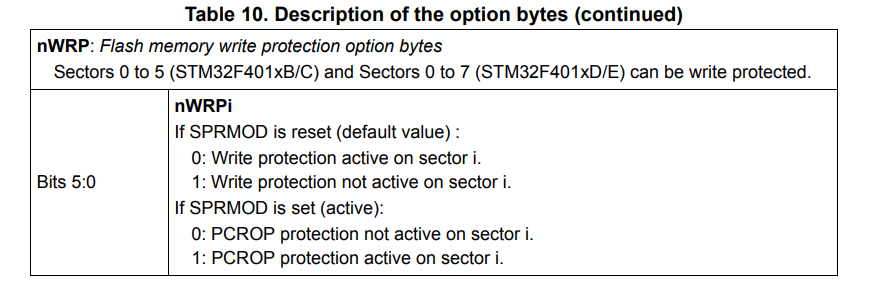 Table 10. Description of the option bytes (continued)
nWRP: Flash memory write protection option bytes
Sectors 0 to 5 (STM32F401xB/C) and Sectors 0 to 7 (STM32F401xD/E) can be write protected.
Bits 5:0
nWRPi
If SPRMOD is reset (default value) :
0: Write protection active on sector i.
1: Write protection not active on sector i.
If SPRMOD is set (active):
0: PCROP protection not active on sector i.
1: PCROP protection active on sector i.